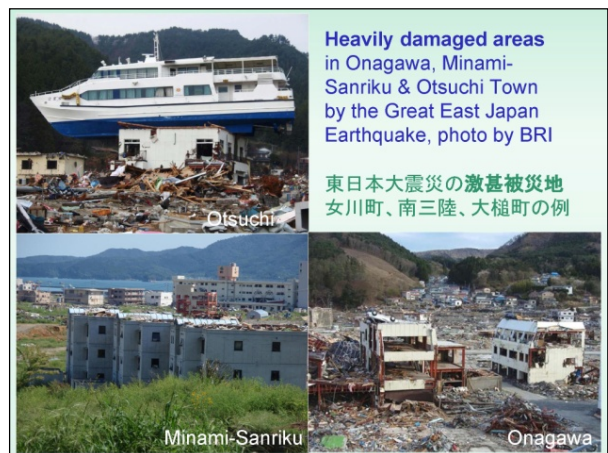 Heavily damaged areas
in Onagawa, Minami-
Sanriku & Otsuchi Town
by the Great East Japan
Earthquake, photo by BRI
東日本大震災の激甚被災地
女川町、南三陸、大槌町の例
Otsuchi
Minami-Sanriku
Onagawa